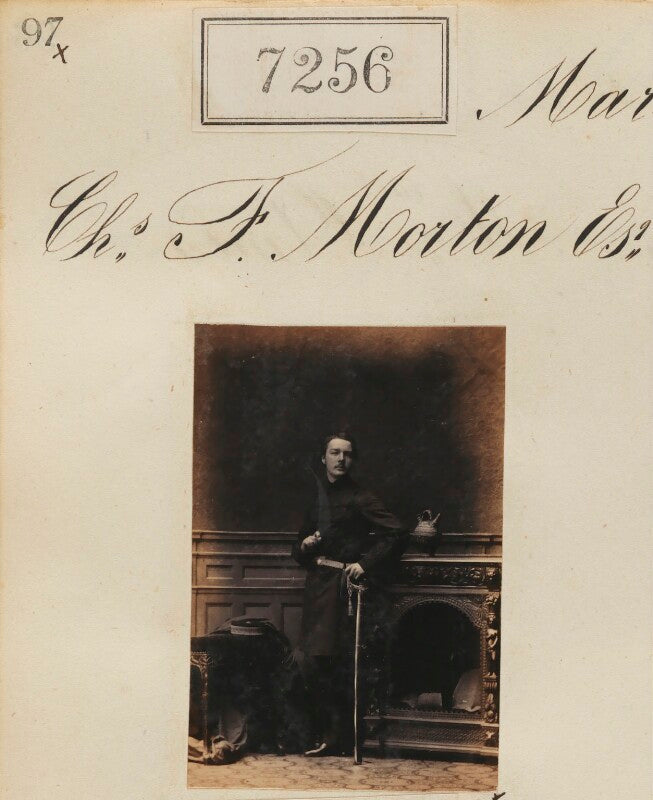 97
x
7256
Mar
Chs. F. Morton Esq.